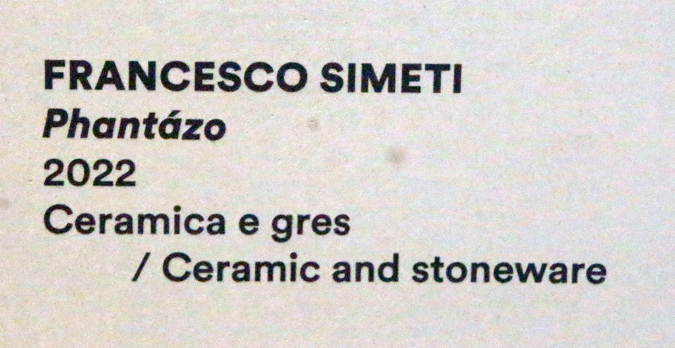 FRANCESCO SIMETI
Phantázo
2022
Ceramica e gres
/ Ceramic and stoneware